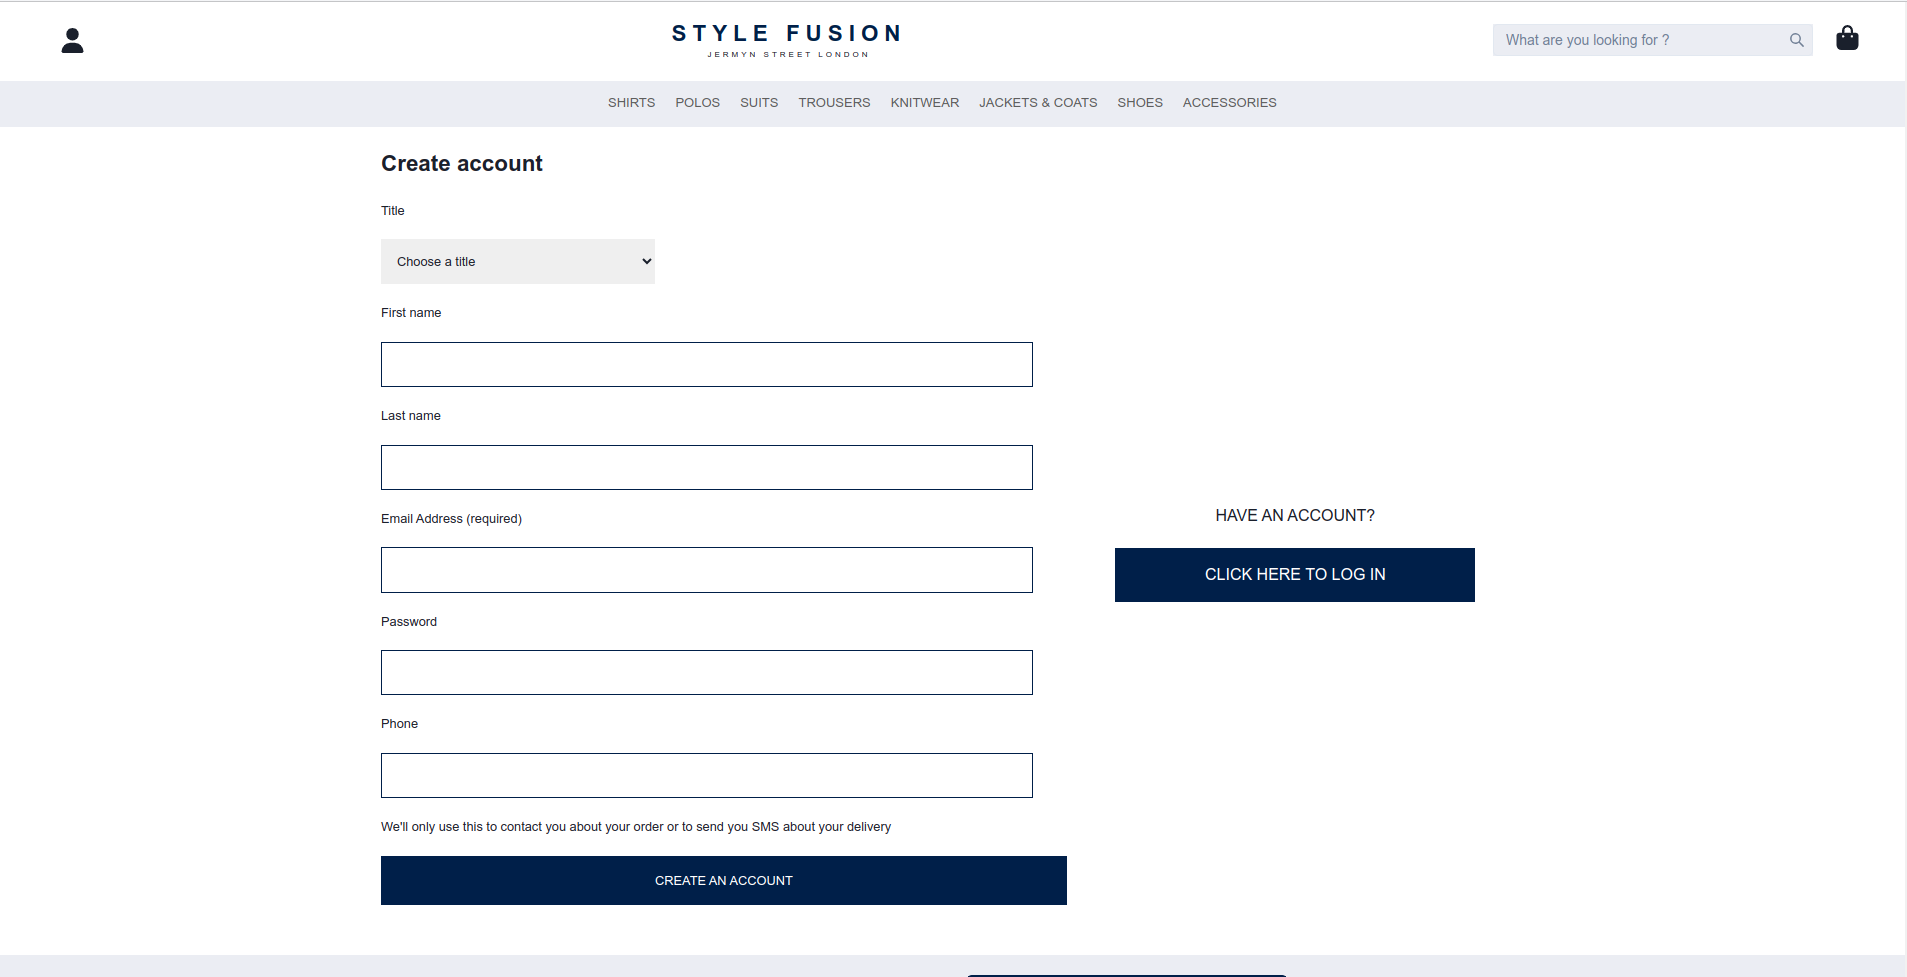 STYLE FUSION
JERMYN STREET LONDON
What are you looking for ?
SHIRTS POLOS SUITS TROUSERS KNITWEAR JACKETS & COATS SHOES ACCESSORIES
Create account
Title
Choose a title
First name
Last name
Email Address (required)
Password
Phone
We'll only use this to contact you about your order or to send you SMS about your delivery
CREATE AN ACCOUNT
HAVE AN ACCOUNT?
CLICK HERE TO LOG IN